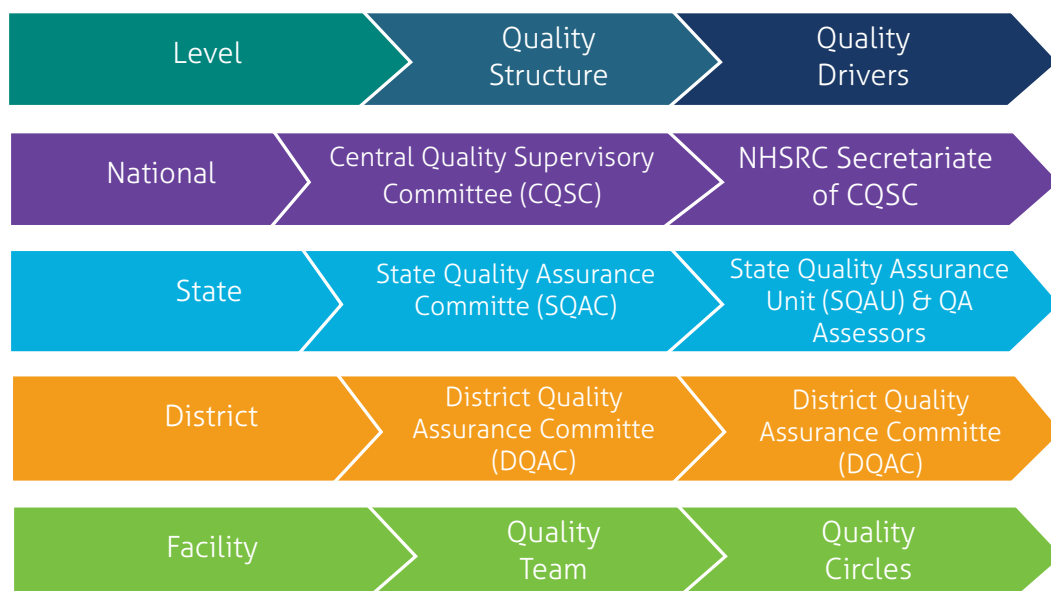 Level
Quality
Structure
Quality
Drivers
National
Central Quality Supervisory
Committee (CQSC)
NHSRC Secretariate
of CQSC
State
State Quality Assurance
Committe (SQAC)
State Quality Assurance
Unit (SQAU) & QA
Assessors
District
District Quality
Assurance Committe
(DQAC)
District Quality
Assurance Committe
(DQAC)
Facility
Quality
Team
Quality
Circles